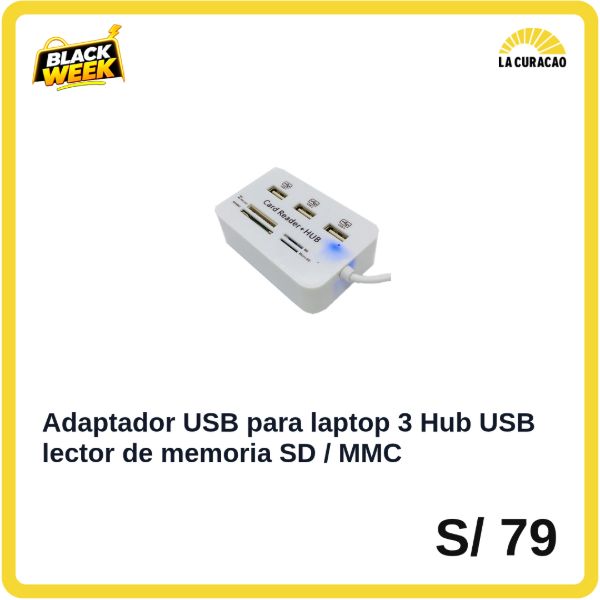 BLACK
WEEK
LA CURACAO
Card Reader+HUB
Adaptador USB para laptop 3 Hub USB
lector de memoria SD / MMC
S/ 79